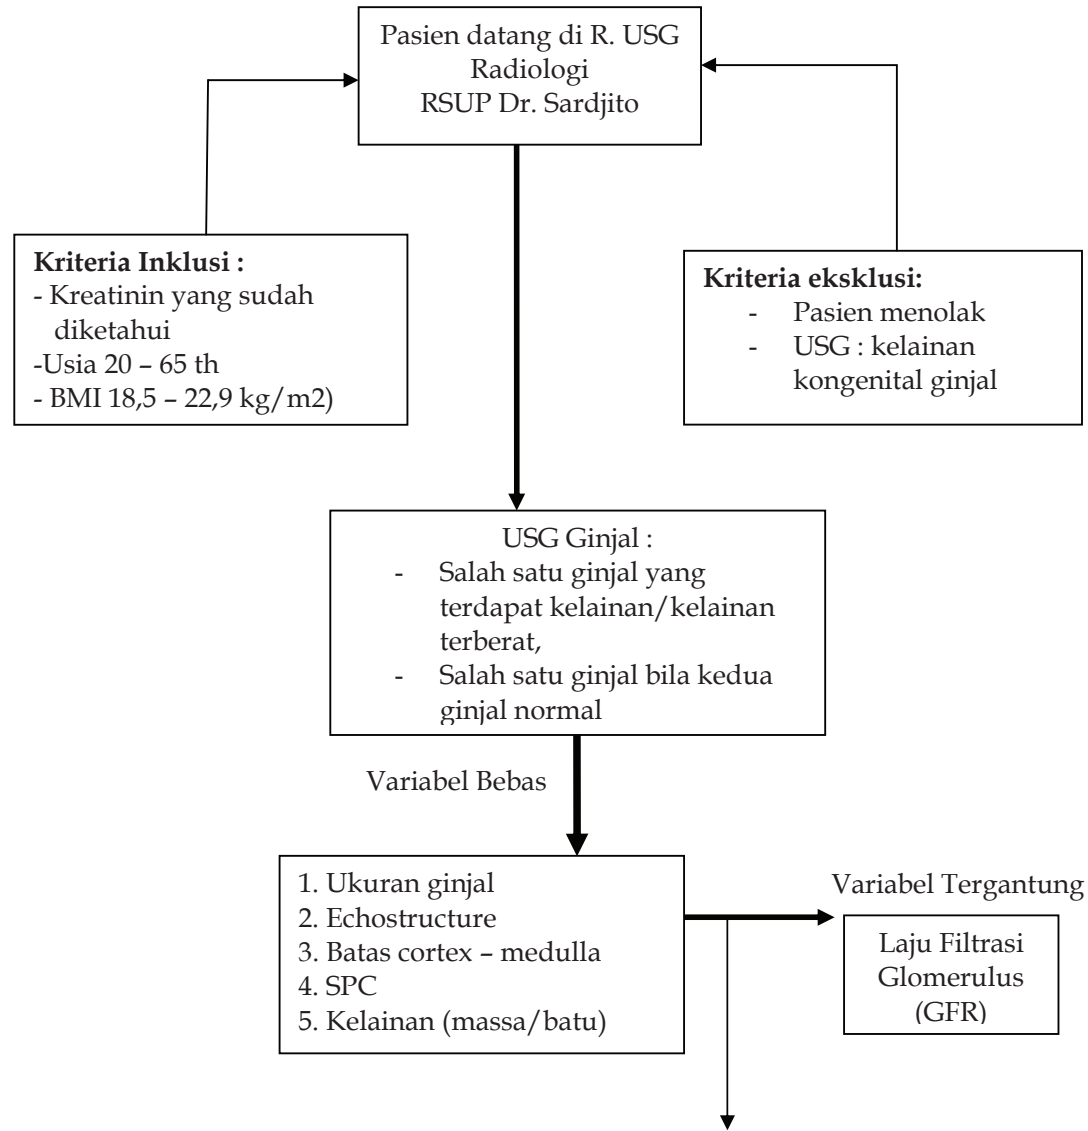 Pasien datang di R. USG
Radiologi
RSUP Dr. Sardjito
Kriteria Inklusi :
- Kreatinin yang sudah
diketahui
-Usia 20 – 65 th
- BMI 18,5 – 22,9 kg/m2)
Kriteria eksklusi:
- Pasien menolak
- USG : kelainan
kongenital ginjal
USG Ginjal :
- Salah satu ginjal yang
terdapat kelainan/kelainan
terberat,
- Salah satu ginjal bila kedua
ginjal normal
Variabel Bebas
1. Ukuran ginjal
2. Echostructure
3. Batas cortex – medulla
4. SPC
5. Kelainan (massa/batu)
Variabel Tergantung
Laju Filtrasi
Glomerulus
(GFR)